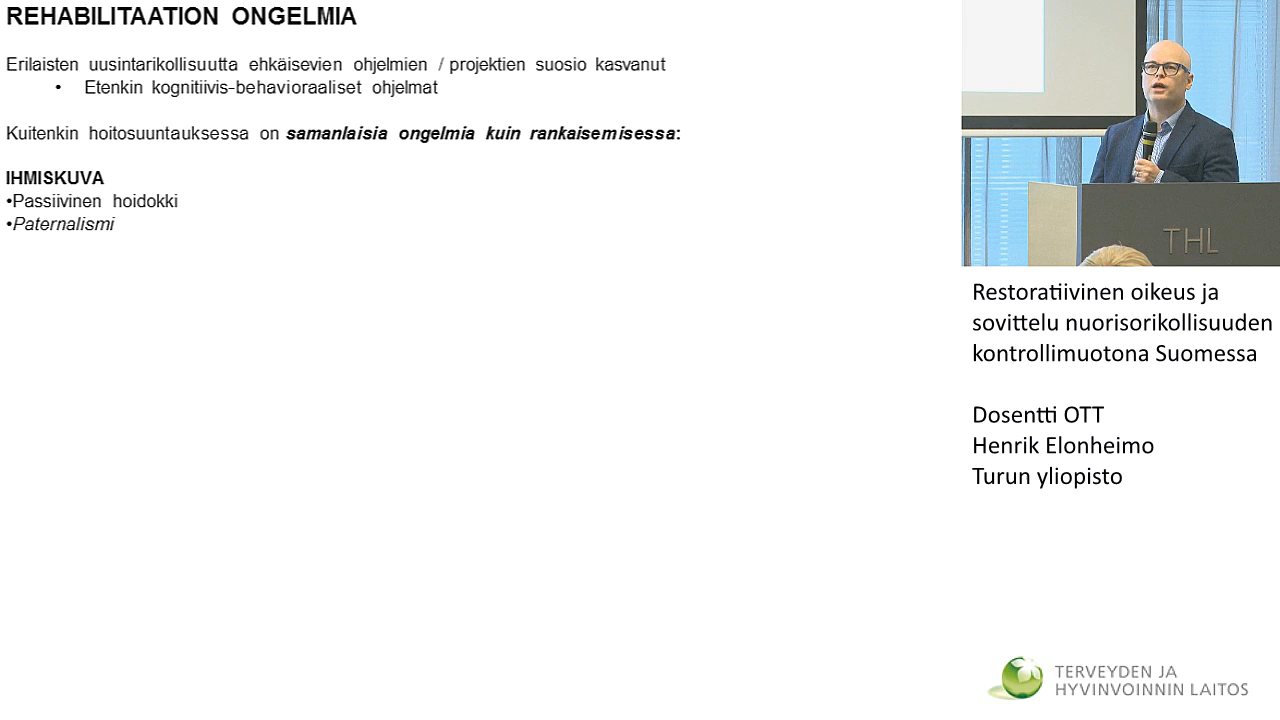 REHABILITAATION ONGELMIA
Erilaisten uusintarikollisuutta ehkäisevien ohjelmien / projektien suosio kasvanut
• Etenkin kognitiivis-behavioraaliset ohjelmat
Kuitenkin hoitosuuntauksessa on samanlaisia ongelmia kuin rankaisemisessa:
IHMISKUVA
•Passiivinen hoidokki
•Paternalismi
THL
Restoratiivinen oikeus ja
sovittelu nuorisorikollisuuden
kontrollimuotona Suomessa
Dosentti OTT
Henrik Elonheimo
Turun yliopisto
TERVEYDEN JA
HYVINVOINNIN LAITOS